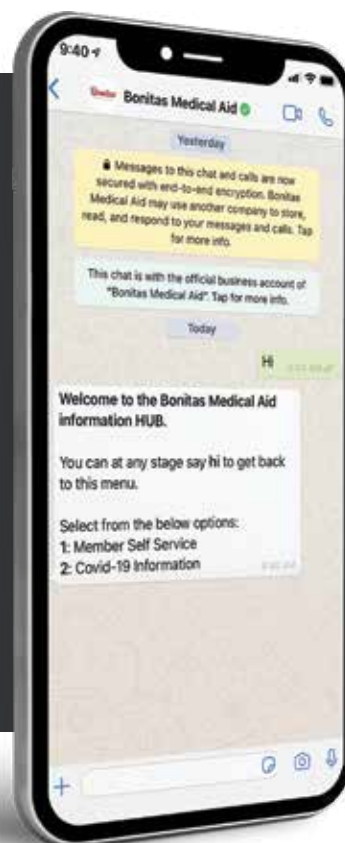 9:40
Bonitas Medical Aid
Yesterday
Messages to this chat and calls are now
secured with end-to-end encryption. Bonitas
Medical Aid may use another company to store,
read, and respond to your messages and calls. Tap
for more info.
This chat is with the official business account of
"Bonitas Medical Aid". Tap for more info.
Today
Hi
Welcome to the Bonitas Medical Aid
information HUB.
You can at any stage say hi to get back
to this menu.
Select from the below options:
1: Member Self Service
2: Covid-19 Information